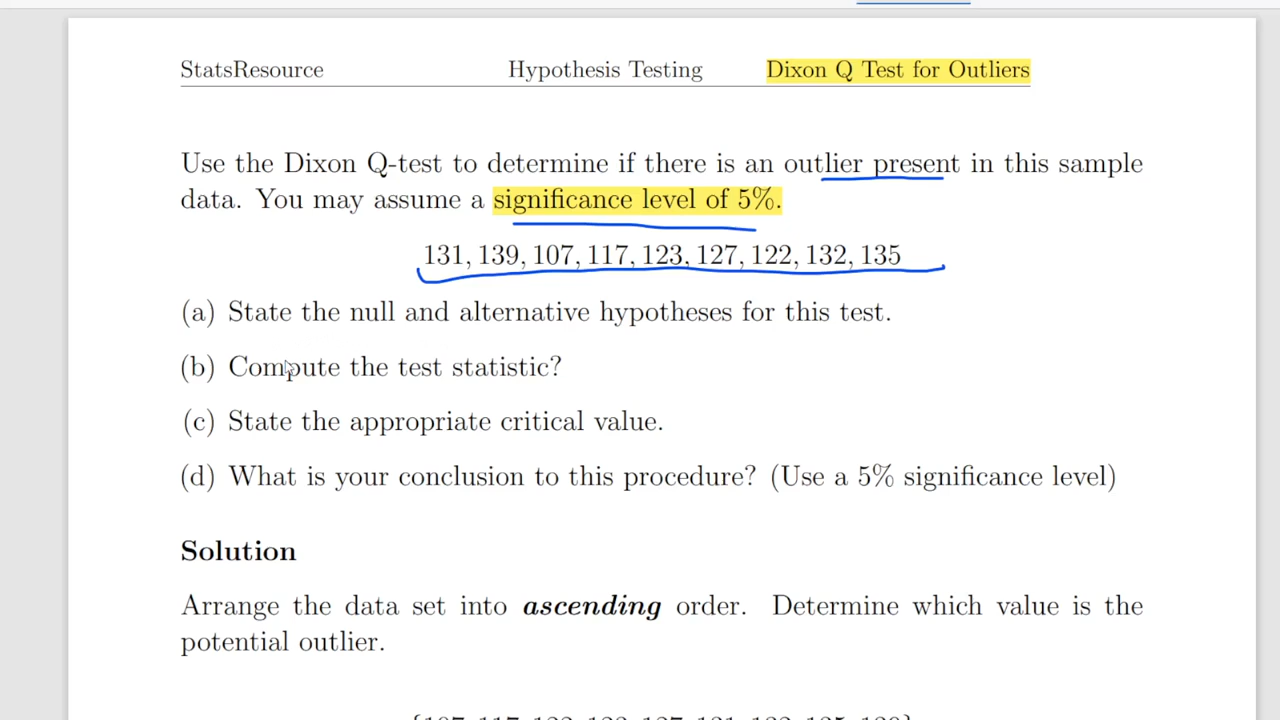 StatsResource Hypothesis Testing Dixon Q Test for Outliers
Use the Dixon Q-test to determine if there is an outlier present in this sample
data. You may assume a significance level of 5%.
131, 139, 107, 117, 123, 127, 122, 132, 135
(a) State the null and alternative hypotheses for this test.
(b) Compute the test statistic?
(c) State the appropriate critical value.
(d) What is your conclusion to this procedure? (Use a 5% significance level)
Solution
Arrange the data set into ascending order. Determine which value is the
potential outlier.